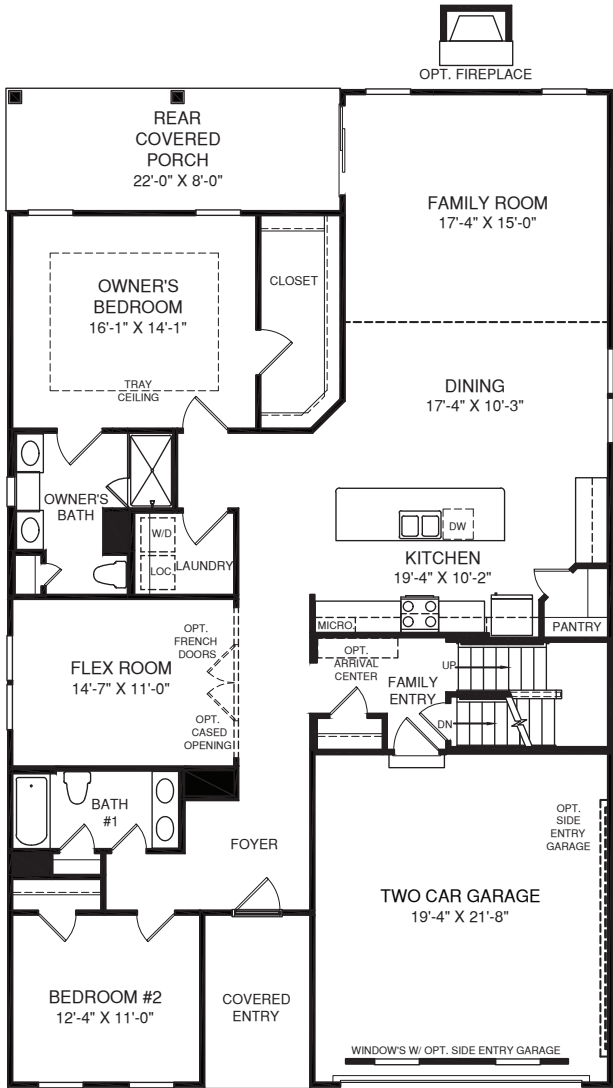 OPT. FIREPLACE
REAR
COVERED
PORCH
22'-0" X 8'-0"
FAMILY ROOM
17'-4" X 15'-0"
OWNER'S
BEDROOM
16'-1" X 14'-1"
TRAY
CEILING
CLOSET
DINING
17'-4" X 10'-3"
OWNER'S
BATH
W/D
LOC.
LAUNDRY
DW
KITCHEN
19'-4" X 10'-2"
MICRO.
PANTRY
OPT.
FRENCH
DOORS
FLEX ROOM
14'-7" X 11'-0"
OPT.
CASED
OPENING
OPT.
ARRIVAL
CENTER
FAMILY
ENTRY
UP
DN
BATH
#1
FOYER
OPT.
SIDE
ENTRY
GARAGE
TWO CAR GARAGE
19'-4" X 21'-8"
BEDROOM #2
12'-4" X 11'-0"
COVERED
ENTRY
WINDOW'S W/ OPT. SIDE ENTRY GARAGE